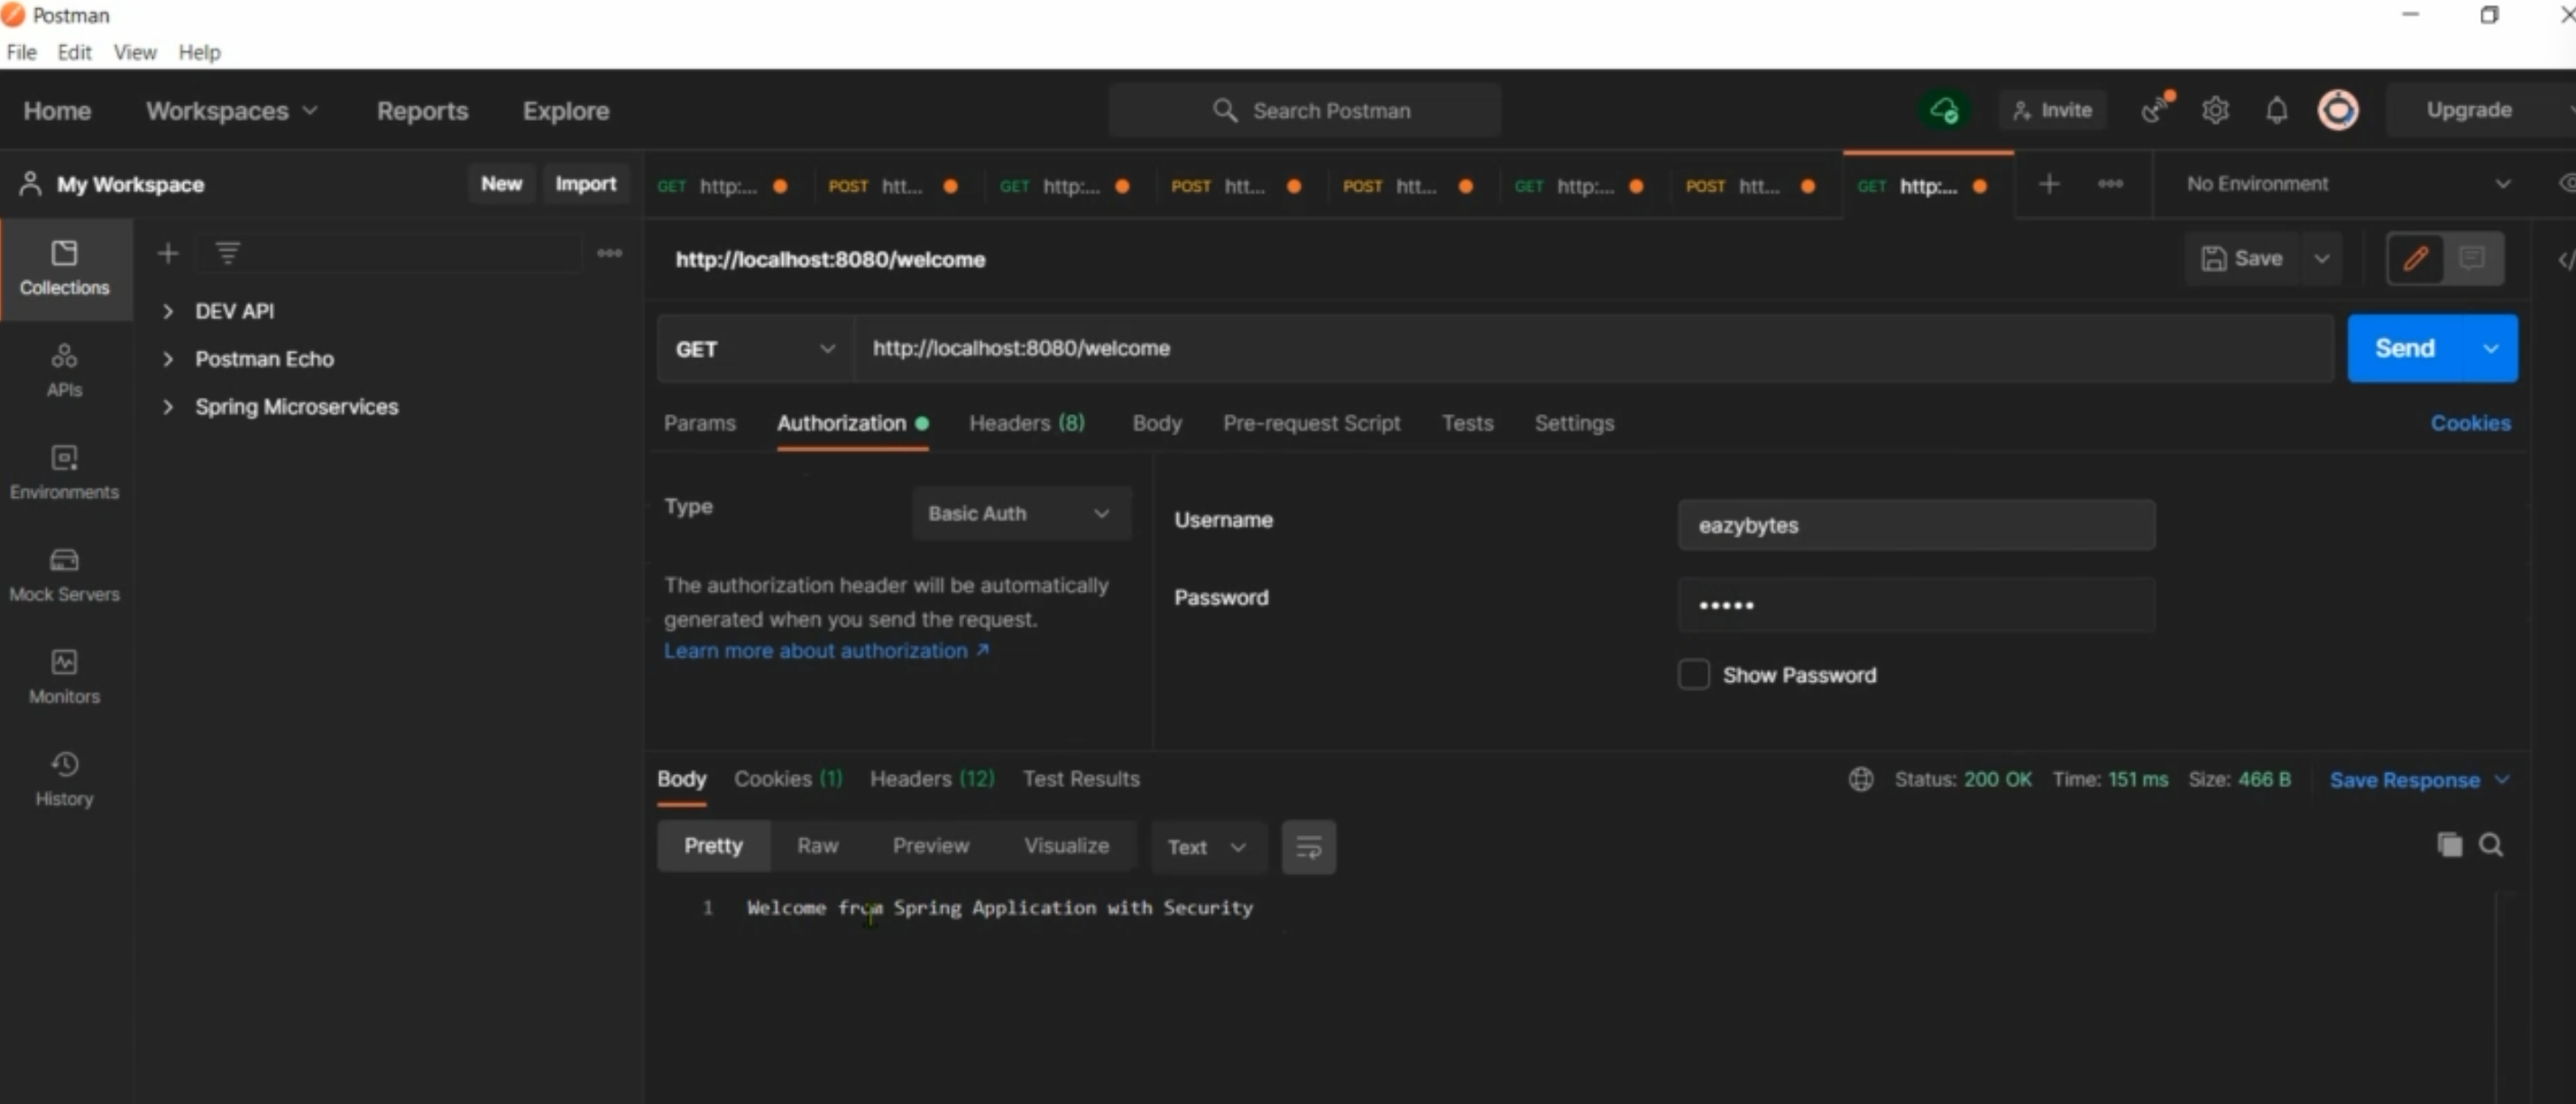 Postman
File Edit View Help
Home Workspaces Reports Explore Search Postman Invite Upgrade
My Workspace New Import
GET http:... POST htt... GET http:... POST htt... POST htt... GET http:... POST htt... GET http:... No Environment
Collections
APIs
Environments
Mock Servers
Monitors
History
DEV API
Postman Echo
Spring Microservices
http://localhost:8080/welcome Save
GET http://localhost:8080/welcome Send
Params Authorization Headers (8) Body Pre-request Script Tests Settings Cookies
Type Basic Auth
The authorization header will be automatically
generated when you send the request.
Learn more about authorization ↗
Username eazybytes
Password •••••
Show Password
Body Cookies (1) Headers (12) Test Results Status: 200 OK Time: 151 ms Size: 466 B Save Response
Pretty Raw Preview Visualize Text
1 Welcome from Spring Application with Security